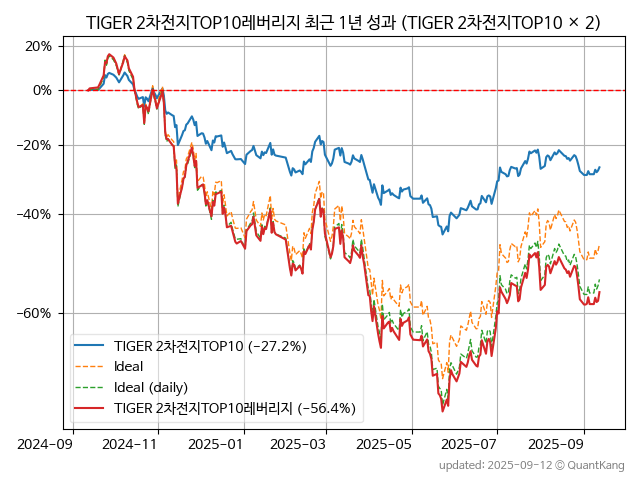 TIGER 2차전지TOP10레버리지 최근 1년 성과 (TIGER 2차전지TOP10 × 2)
20%
0%
−20%
−40%
−60%
TIGER 2차전지TOP10 (−27.2%)
Ideal
Ideal (daily)
TIGER 2차전지TOP10레버리지 (−56.4%)
2024−09
2024−11
2025−01
2025−03
2025−05
2025−07
2025−09
updated: 2025-09-12 © QuantKang